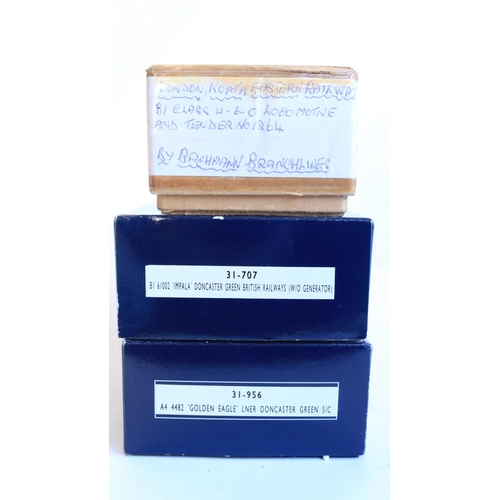 LONDON, NORTH EASTERN RAILWAY
B1 CLASS 4-6-0 LOCOMOTIVE
AND TENDER NO 1264
BY BACHMANN BRANCHLINES
31-707
B1 61002 'IMPALA' DONCASTER GREEN BRITISH RAILWAYS (W/O GENERATOR)
31-956
A4 4482 'GOLDEN EAGLE' LNER DONCASTER GREEN S/C